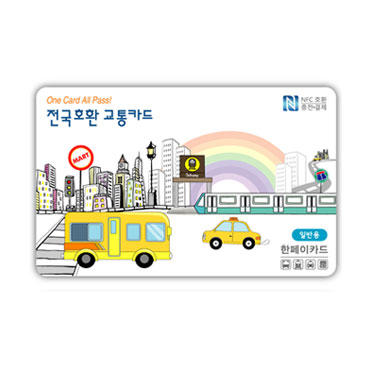 One Card All Pass!
전국호환 교통카드
N
NFC 호환
충전•결제
MART
Subway
일반용
한페이카드